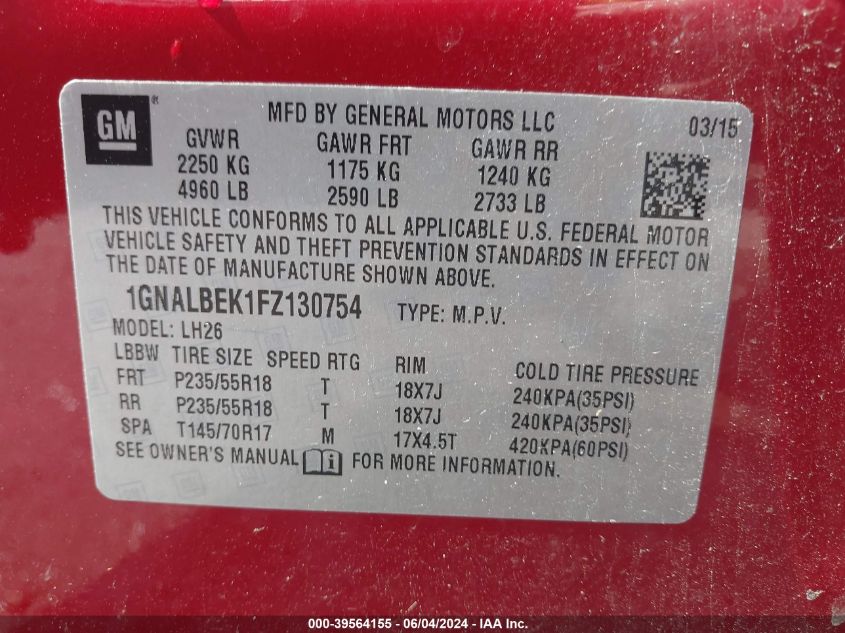 GM®
MFD BY GENERAL MOTORS LLC 03/15
GVWR GAWR FRT GAWR RR
2250 KG 1175 KG 1240 KG
4960 LB 2590 LB 2733 LB
THIS VEHICLE CONFORMS TO ALL APPLICABLE U.S. FEDERAL MOTOR
VEHICLE SAFETY AND THEFT PREVENTION STANDARDS IN EFFECT ON
THE DATE OF MANUFACTURE SHOWN ABOVE.
1GNALBEK1FZ130754 TYPE: M.P.V.
MODEL: LH26
LBBW TIRE SIZE SPEED RTG RIM COLD TIRE PRESSURE
FRT P235/55R18 T 18X7J 240KPA(35PSI)
RR P235/55R18 T 18X7J 240KPA(35PSI)
SPA T145/70R17 M 17X4.5T 420KPA(60PSI)
SEE OWNER'S MANUAL i FOR MORE INFORMATION.
000-39564155 - 06/04/2024 - IAA Inc.